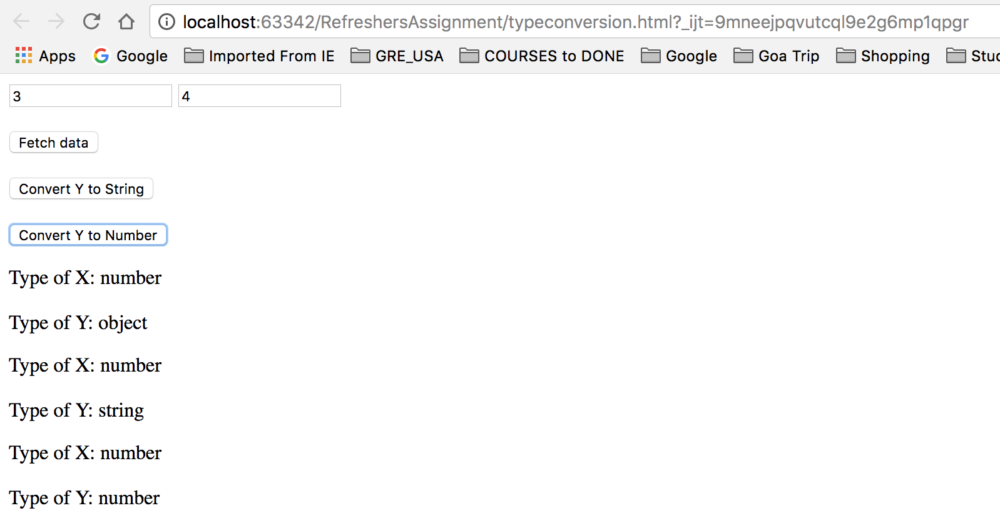 localhost:63342/RefreshersAssignment/typeconversion.html?_ijt=9mneejpqvutcql9e2g6mp1qpgr
Apps Google Imported From IE GRE_USA COURSES to DONE Google Goa Trip Shopping Stud
3 4
Fetch data
Convert Y to String
Convert Y to Number
Type of X: number
Type of Y: object
Type of X: number
Type of Y: string
Type of X: number
Type of Y: number